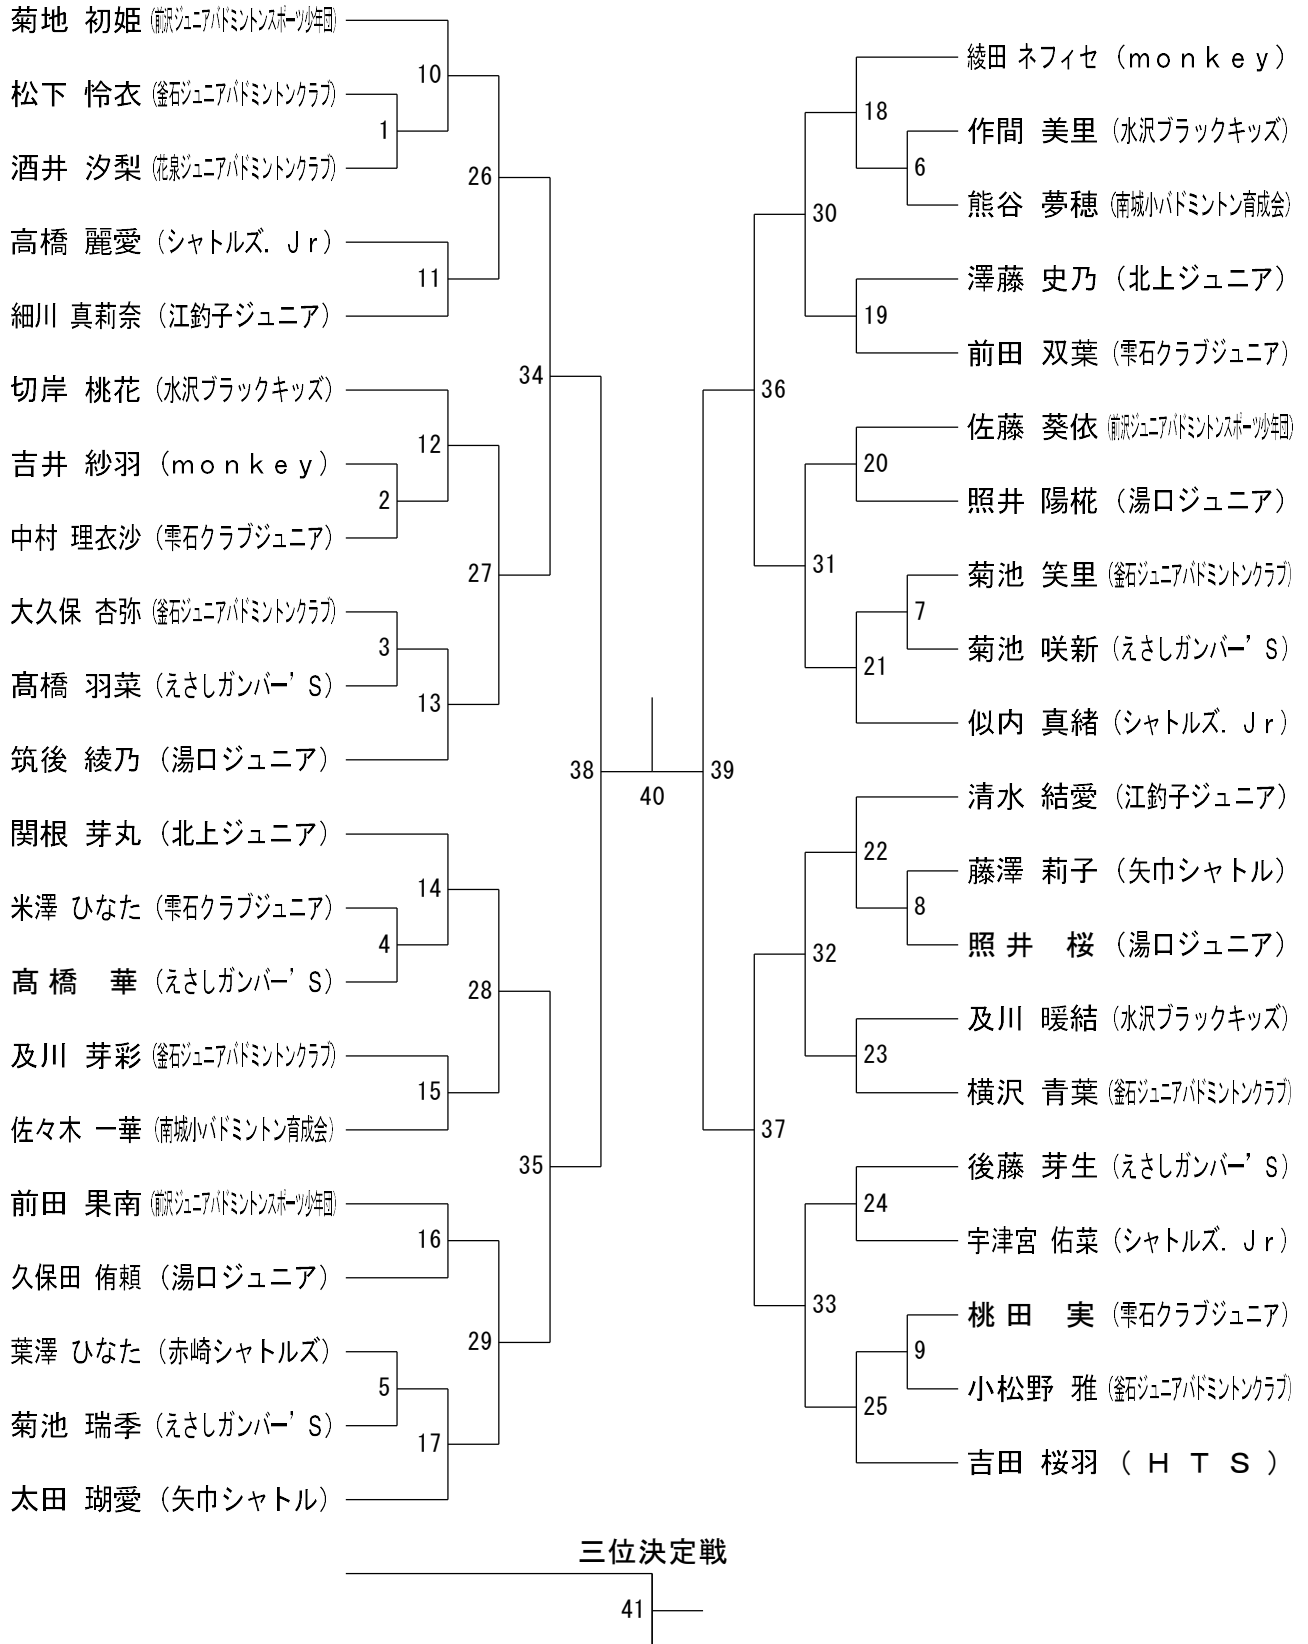 菊地 初姫 (前沢ジュニアバドミントンスポーツ少年団)
松下 怜衣 (釜石ジュニアバドミントンクラブ)
酒井 汐梨 (花泉ジュニアバドミントンクラブ)
高橋 麗愛 (シャトルズ．Ｊｒ)
細川 真莉奈 (江釣子ジュニア)
切岸 桃花 (水沢ブラックキッズ)
吉井 紗羽 (ｍｏｎｋｅｙ)
中村 理衣沙 (雫石クラブジュニア)
大久保 杏弥 (釜石ジュニアバドミントンクラブ)
髙橋 羽菜 (えさしガンバー’Ｓ)
筑後 綾乃 (湯口ジュニア)
関根 芽丸 (北上ジュニア)
米澤 ひなた (雫石クラブジュニア)
髙橋 華 (えさしガンバー’Ｓ)
及川 芽彩 (釜石ジュニアバドミントンクラブ)
佐々木 一華 (南城小バドミントン育成会)
前田 果南 (前沢ジュニアバドミントンスポーツ少年団)
久保田 侑頼 (湯口ジュニア)
葉澤 ひなた (赤崎シャトルズ)
菊池 瑞季 (えさしガンバー’Ｓ)
太田 瑚愛 (矢巾シャトル)
1
2
3
4
5
10
11
12
13
14
15
16
17
26
27
28
29
34
35
38
40
39
36
37
30
31
32
33
18
19
20
21
22
23
24
25
6
7
8
9
綾田 ネフィセ (ｍｏｎｋｅｙ)
作間 美里 (水沢ブラックキッズ)
熊谷 夢穂 (南城小バドミントン育成会)
澤藤 史乃 (北上ジュニア)
前田 双葉 (雫石クラブジュニア)
佐藤 葵依 (前沢ジュニアバドミントンスポーツ少年団)
照井 陽椛 (湯口ジュニア)
菊池 笑里 (釜石ジュニアバドミントンクラブ)
菊池 咲新 (えさしガンバー’Ｓ)
似内 真緒 (シャトルズ．Ｊｒ)
清水 結愛 (江釣子ジュニア)
藤澤 莉子 (矢巾シャトル)
照井 桜 (湯口ジュニア)
及川 暖結 (水沢ブラックキッズ)
横沢 青葉 (釜石ジュニアバドミントンクラブ)
後藤 芽生 (えさしガンバー’Ｓ)
宇津宮 佑菜 (シャトルズ．Ｊｒ)
桃田 実 (雫石クラブジュニア)
小松野 雅 (釜石ジュニアバドミントンクラブ)
吉田 桜羽 (ＨＴＳ)
三位決定戦
41